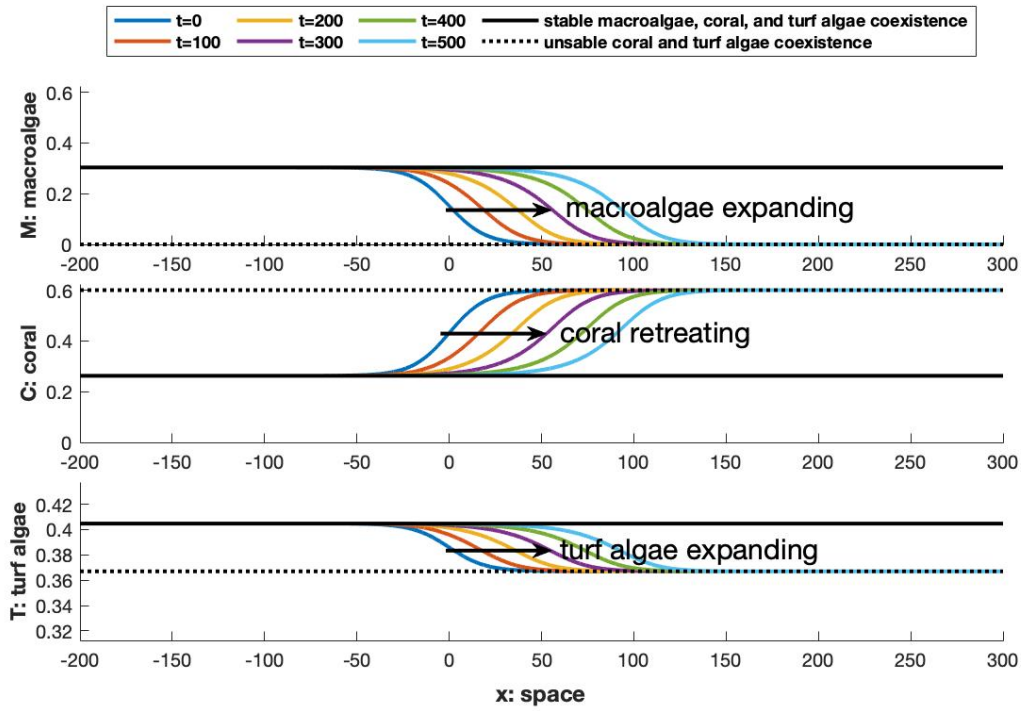 t=0 t=200 t=400 stable macroalgae, coral, and turf algae coexistence
t=100 t=300 t=500 unsable coral and turf algae coexistence
M: macroalgae
0.6
0.4
0.2
0
macroalgae expanding
-200 -150 -100 -50 0 50 100 150 200 250 300
C: coral
0.6
0.4
0.2
0
coral retreating
-200 -150 -100 -50 0 50 100 150 200 250 300
T: turf algae
0.42
0.4
0.38
0.36
0.34
0.32
turf algae expanding
-200 -150 -100 -50 0 50 100 150 200 250 300
x: space